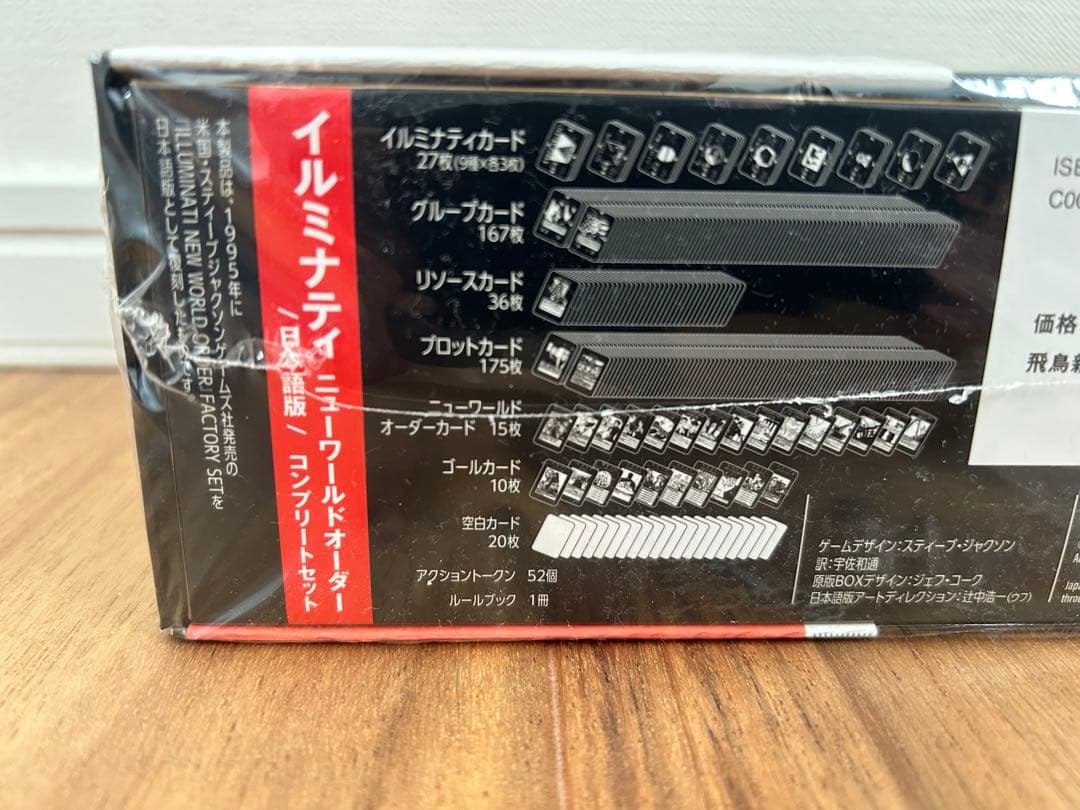 本製品は、1995年に
米国・スティーブジャクソンゲームズ社発売の
ILLUMINATI NEW WORLD ORDER: FACTORY SETを
日本語版として復刻したものです。
イルミナティ ニューワールドオーダー
/日本語版/ コンプリートセット
イルミナティカード
27枚(9種×各3枚)
グループカード
167枚
リソースカード
36枚
プロットカード
175枚
ニューワールド
オーダーカード 15枚
ゴールカード
10枚
空白カード
20枚
アクショントークン 52個
ルールブック 1冊
ゲームデザイン:スティーブ・ジャクソン
訳:宇佐和通
原版BOXデザイン:ジェフ・コーク
日本語版アートディレクション:辻中浩一(ウフ)
価格
飛鳥新